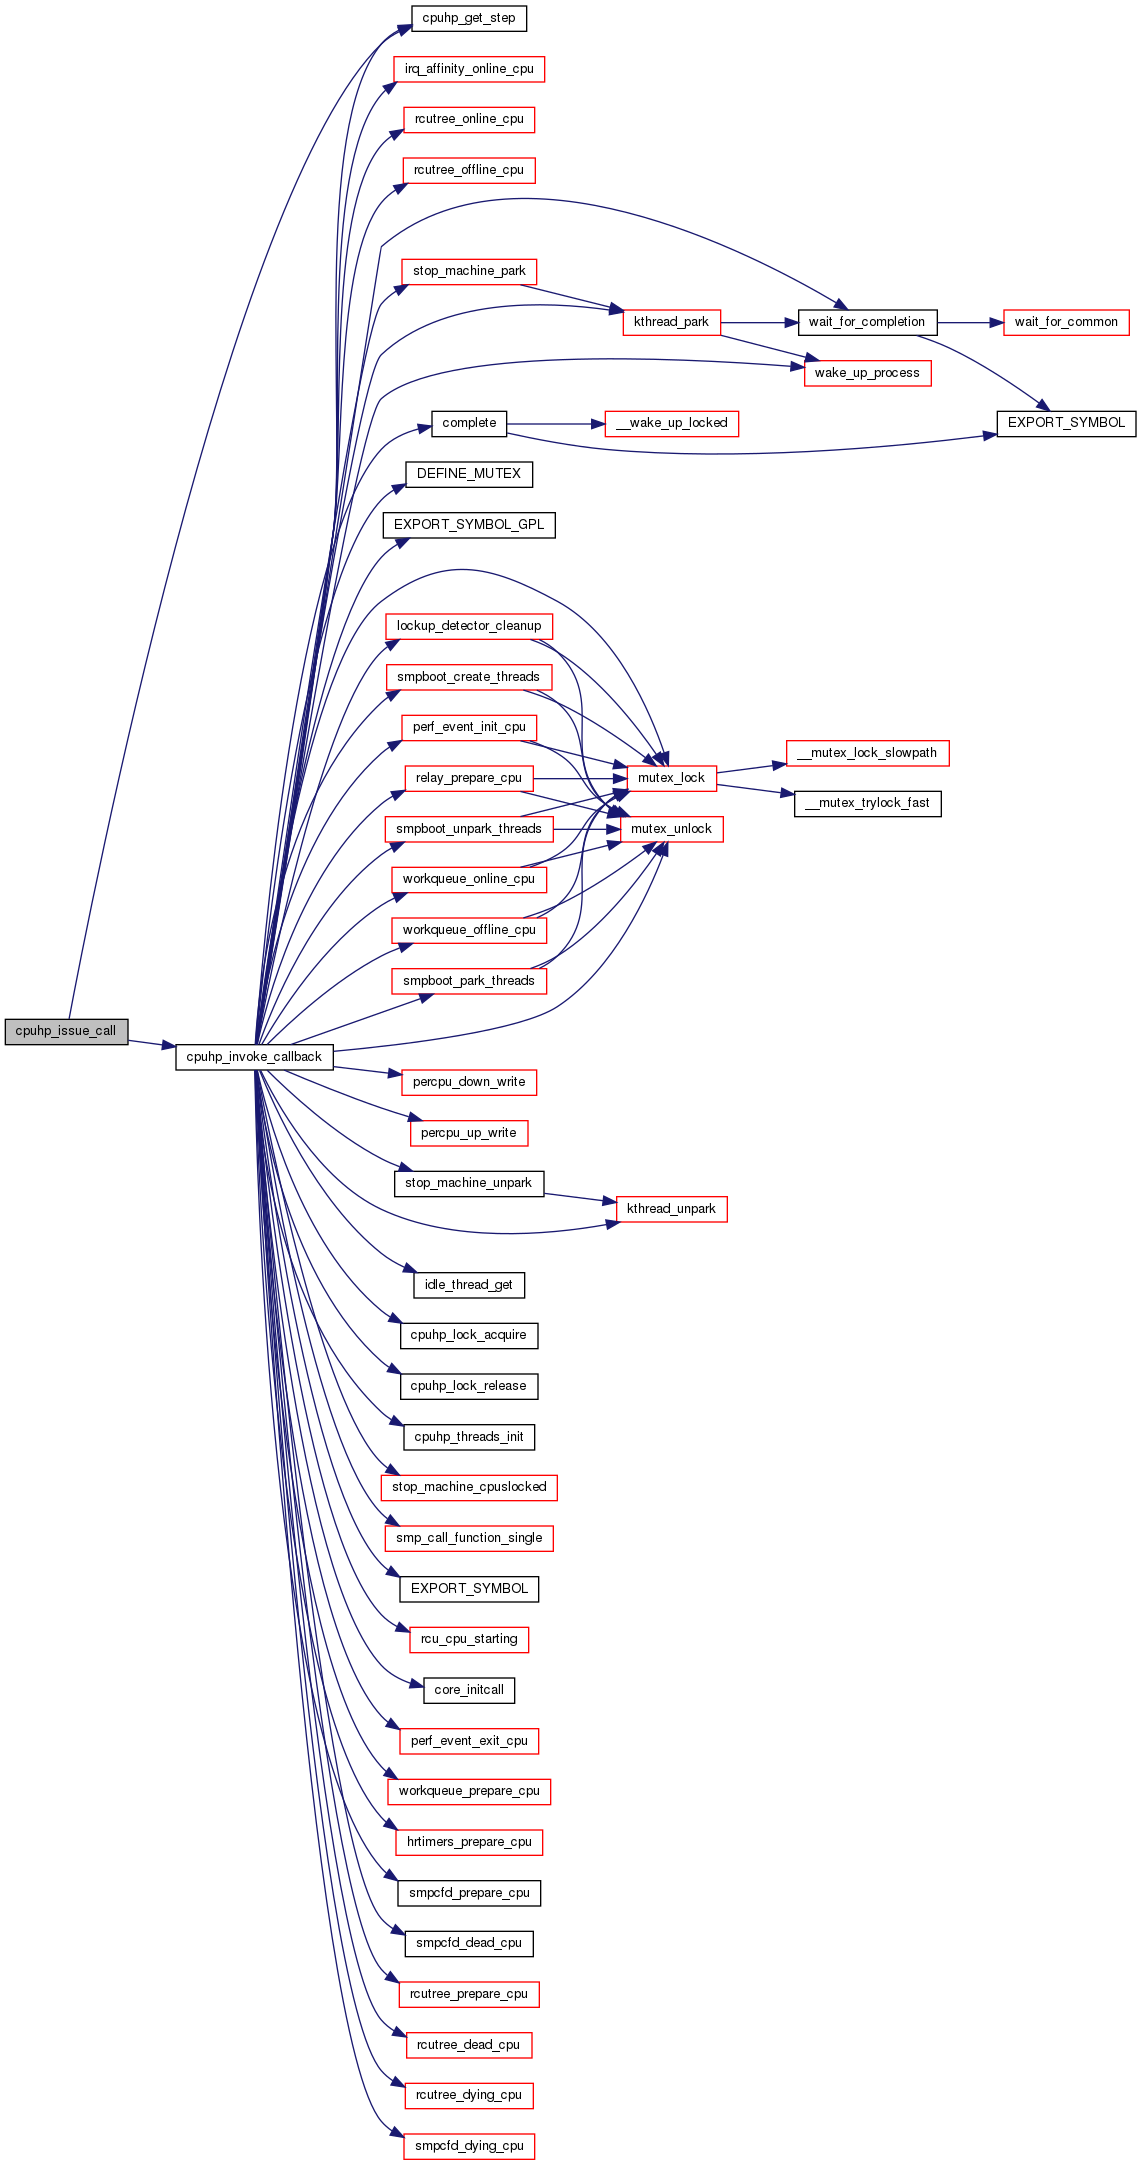 cpuhp_get_step
irq_affinity_online_cpu
rcutree_online_cpu
rcutree_offline_cpu
stop_machine_park
kthread_park
wait_for_completion
wait_for_common
wake_up_process
complete
__wake_up_locked
EXPORT_SYMBOL
DEFINE_MUTEX
EXPORT_SYMBOL_GPL
lockup_detector_cleanup
smpboot_create_threads
perf_event_init_cpu
relay_prepare_cpu
mutex_lock
__mutex_lock_slowpath
__mutex_trylock_fast
smpboot_unpark_threads
mutex_unlock
workqueue_online_cpu
workqueue_offline_cpu
smpboot_park_threads
cpuhp_issue_call
cpuhp_invoke_callback
percpu_down_write
percpu_up_write
stop_machine_unpark
kthread_unpark
idle_thread_get
cpuhp_lock_acquire
cpuhp_lock_release
cpuhp_threads_init
stop_machine_cpuslocked
smp_call_function_single
EXPORT_SYMBOL
rcu_cpu_starting
core_initcall
perf_event_exit_cpu
workqueue_prepare_cpu
hrtimers_prepare_cpu
smpcfd_prepare_cpu
smpcfd_dead_cpu
rcutree_prepare_cpu
rcutree_dead_cpu
rcutree_dying_cpu
smpcfd_dying_cpu